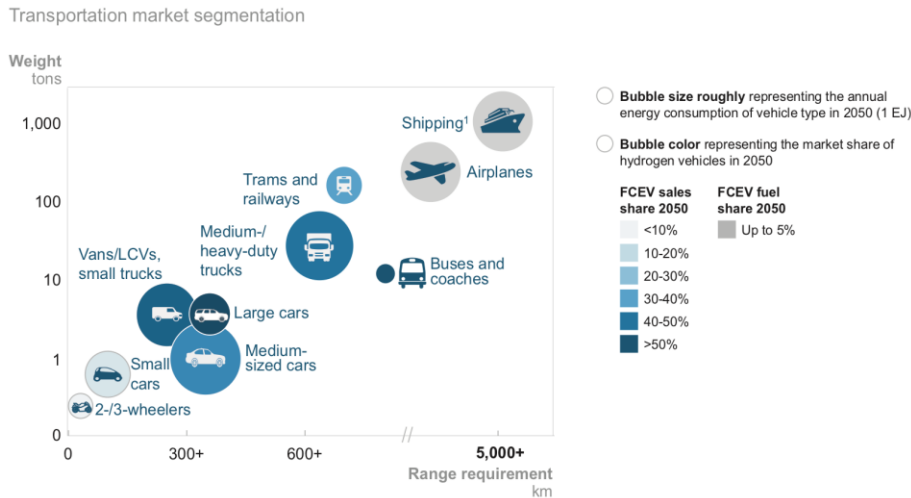 Transportation market segmentation
Weight
tons
1,000
100
10
1
0
0
300+
600+
5,000+
Range requirement
km
Shipping¹
Airplanes
Trams and
railways
Medium-/
heavy-duty
trucks
Buses and
coaches
Vans/LCVs,
small trucks
Large cars
Medium-
sized cars
Small
cars
2-/3-wheelers
Bubble size roughly representing the annual
energy consumption of vehicle type in 2050 (1 EJ)
Bubble color representing the market share of
hydrogen vehicles in 2050
FCEV sales
share 2050
<10%
10-20%
20-30%
30-40%
40-50%
>50%
FCEV fuel
share 2050
Up to 5%